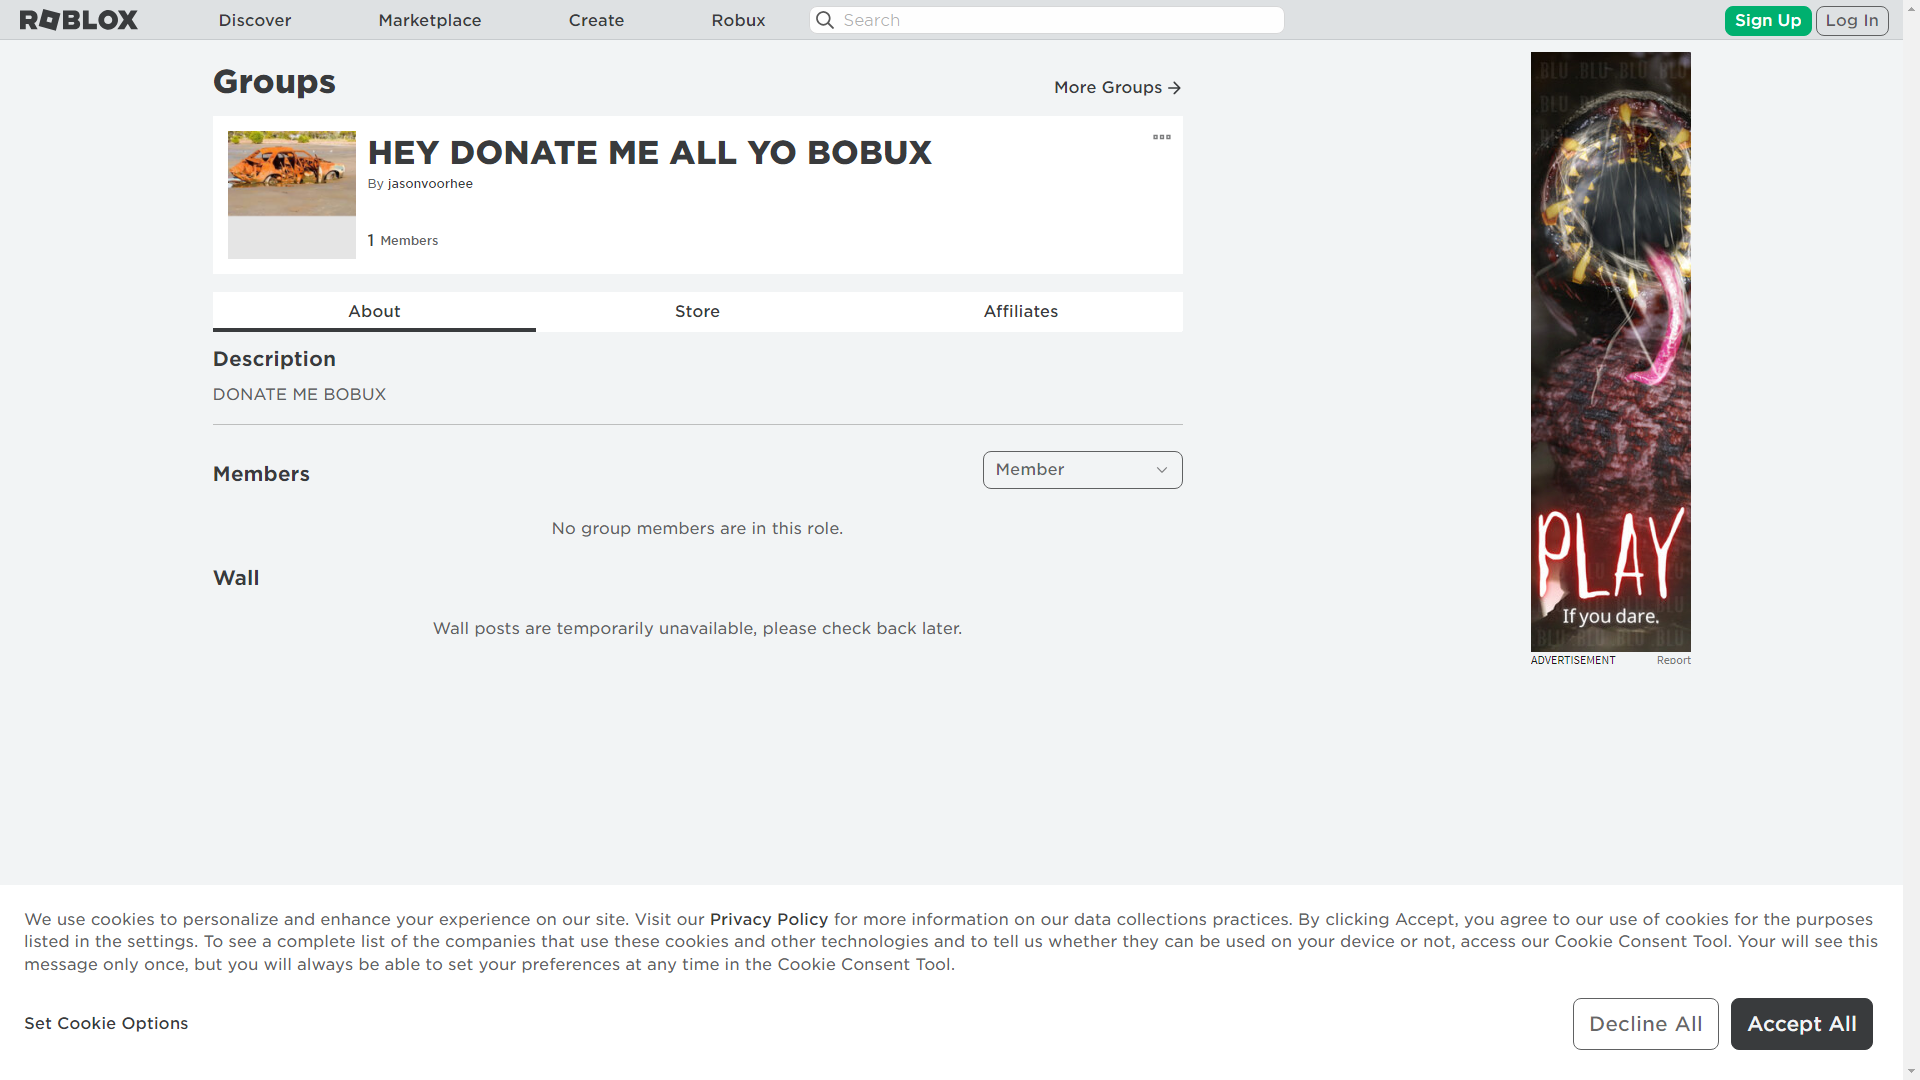 ROBLOX Discover Marketplace Create Robux Search Sign Up Log In
Groups
More Groups
HEY DONATE ME ALL YO BOBUX
By jasonvoorhee
1 Members
About Store Affiliates
Description
DONATE ME BOBUX
Members
Member
No group members are in this role.
Wall
Wall posts are temporarily unavailable, please check back later.
PLAY
If you dare.
ADVERTISEMENT Report
We use cookies to personalize and enhance your experience on our site. Visit our Privacy Policy for more information on our data collections practices. By clicking Accept, you agree to our use of cookies for the purposes
listed in the settings. To see a complete list of the companies that use these cookies and other technologies and to tell us whether they can be used on your device or not, access our Cookie Consent Tool. Your will see this
message only once, but you will always be able to set your preferences at any time in the Cookie Consent Tool.
Set Cookie Options
Decline All
Accept All